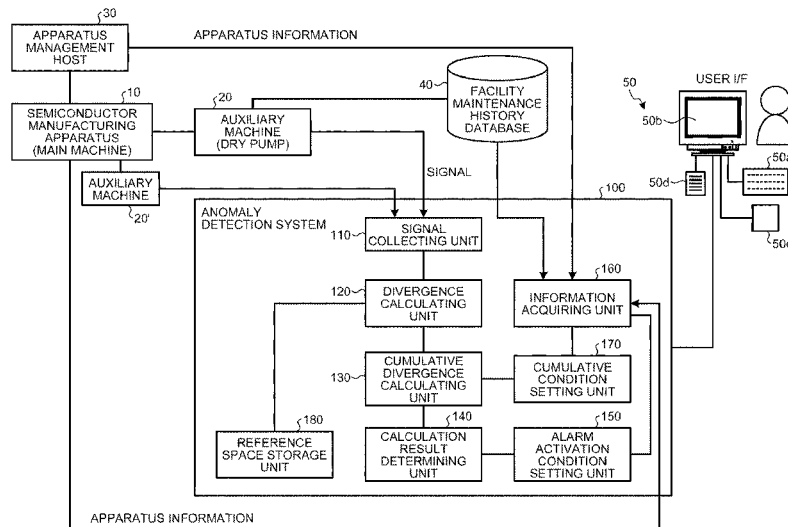 30
APPARATUS
MANAGEMENT
HOST
APPARATUS INFORMATION
10
SEMICONDUCTOR
MANUFACTURING
APPARATUS
(MAIN MACHINE)
20
AUXILIARY
MACHINE
(DRY PUMP)
40
FACILITY
MAINTENANCE
HISTORY
DATABASE
50
USER I/F
50b
50a
50d
50c
AUXILIARY
MACHINE
20'
SIGNAL
100
ANOMALY
DETECTION SYSTEM
110
SIGNAL
COLLECTING UNIT
120
DIVERGENCE
CALCULATING
UNIT
160
INFORMATION
ACQUIRING UNIT
130
CUMULATIVE
DIVERGENCE
CALCULATING
UNIT
170
CUMULATIVE
CONDITION
SETTING UNIT
180
REFERENCE
SPACE STORAGE
UNIT
140
CALCULATION
RESULT
DETERMINING
UNIT
150
ALARM
ACTIVATION
CONDITION
SETTING UNIT
APPARATUS INFORMATION